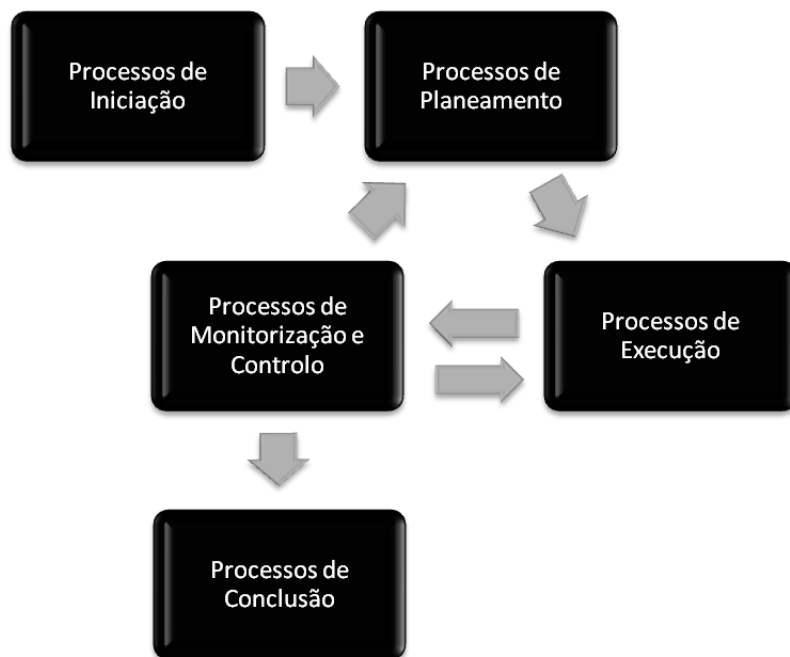 Processos de
Iniciação
Processos de
Planeamento
Processos de
Monitorização e
Controlo
Processos de
Execução
Processos de
Conclusão